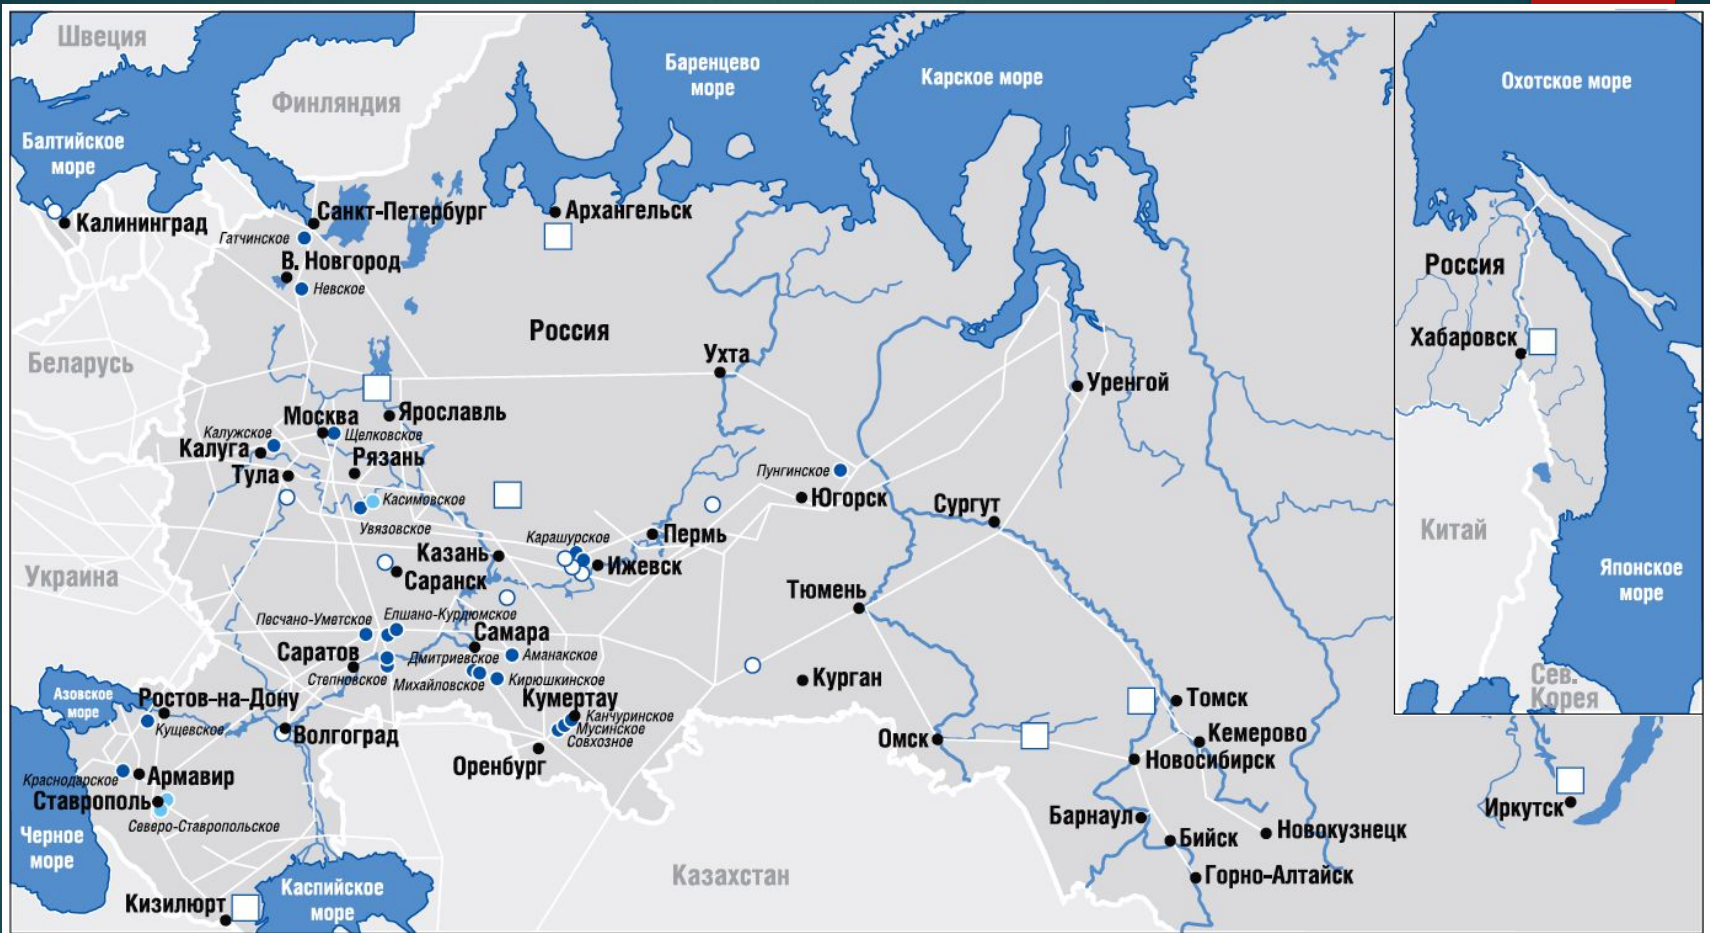 Швеция
Финляндия
Баренцево
море
Карское море
Охотское море
Балтийское
море
Калининград
Санкт-Петербург
Гатчинское
В. Новгород
Невское
Архангельск
Россия
Россия
Хабаровск
Беларусь
Ухта
Уренгой
Москва
Ярославль
Калужское
Щелковское
Калуга
Рязань
Тула
Касимовское
Увязовское
Пунгинское
Югорск
Сургут
Китай
Карашурское
Пермь
Казань
Ижевск
Саранск
Украина
Тюмень
Японское
море
Песчано-Уметское
Елшано-Курдюмское
Самара
Саратов
Дмитриевское
Аманакское
Степновское
Михайловское
Кирюшкинское
Курган
Сев.
Корея
Азовское
море
Ростов-на-Дону
Кумертау
Канчуринское
Мусинское
Совхозное
Кущевское
Волгоград
Оренбург
Омск
Томск
Кемерово
Новосибирск
Краснодарское
Армавир
Ставрополь
Северо-Ставропольское
Черное
море
Барнаул
Бийск
Новокузнецк
Иркутск
Горно-Алтайск
Казахстан
Каспийское
море
Кизилюрт